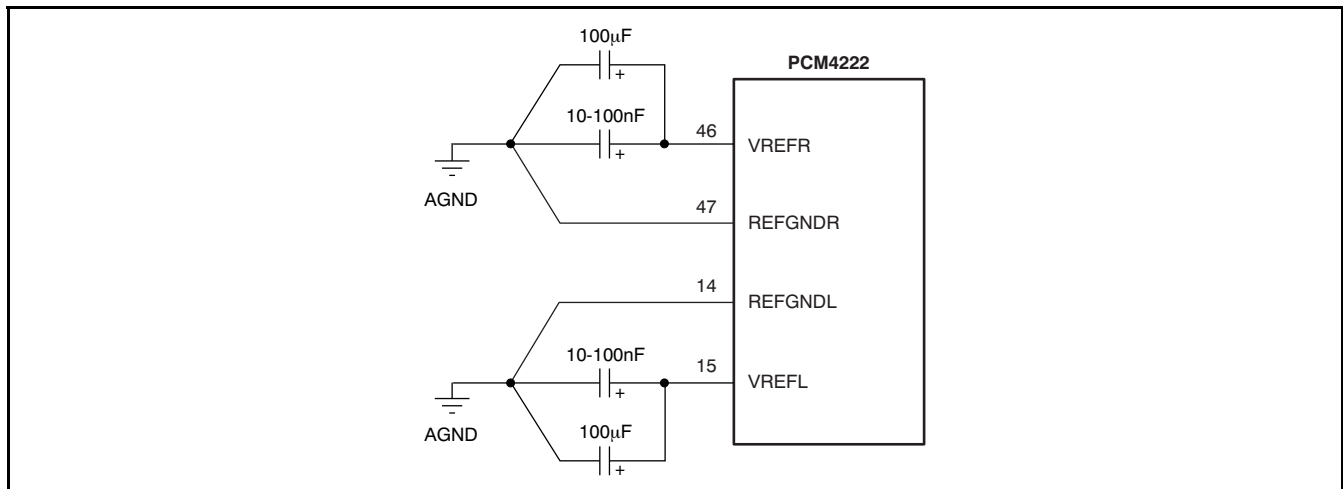 100μF
+
PCM4222
10-100nF
+
46
VREFR
AGND
47
REFGNDR
14
REFGNDL
10-100nF
+
15
VREFL
AGND
100μF
+